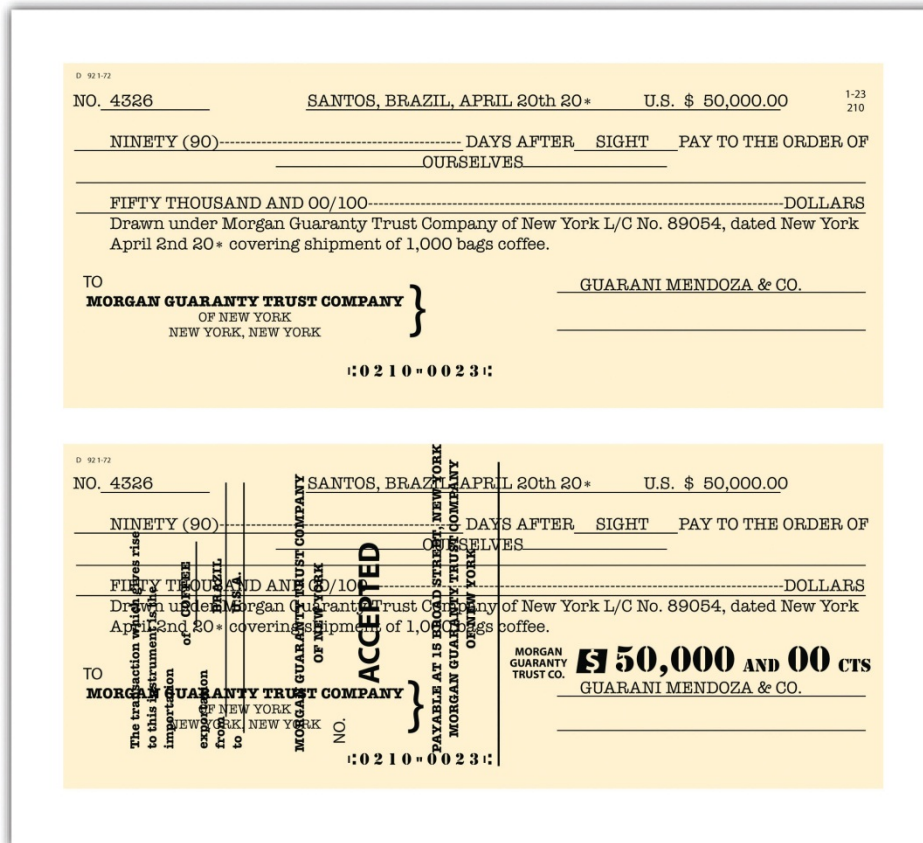 D 92 1-72
NO. 4326 SANTOS, BRAZIL, APRIL 20th 20* U.S. $ 50,000.00 1-23
210
NINETY (90)------------------------------------------- DAYS AFTER SIGHT PAY TO THE ORDER OF
OURSELVES
FIFTY THOUSAND AND 00/100---------------------------------------------------------------------------DOLLARS
Drawn under Morgan Guaranty Trust Company of New York L/C No. 89054, dated New York
April 2nd 20* covering shipment of 1,000 bags coffee.
TO
MORGAN GUARANTY TRUST COMPANY }
OF NEW YORK
NEW YORK, NEW YORK
GUARANI MENDOZA & CO.
⑆0210⑈0023⑆
D 92 1-72
NO. 4326 SANTOS, BRAZIL, APRIL 20th 20* U.S. $ 50,000.00
NINETY (90)------------------------------------------- DAYS AFTER SIGHT PAY TO THE ORDER OF
OURSELVES
FIFTY THOUSAND AND 00/100---------------------------------------------------------------------------DOLLARS
Drawn under Morgan Guaranty Trust Company of New York L/C No. 89054, dated New York
April 2nd 20* covering shipment of 1,000 bags coffee.
TO
MORGAN GUARANTY TRUST COMPANY }
OF NEW YORK
NEW YORK, NEW YORK
MORGAN
GUARANTY
TRUST CO.
$ 50,000 AND 00 CTS
GUARANI MENDOZA & CO.
⑆0210⑈0023⑆
The transaction which gives rise
to this instrument is the
importation
of COFFEE
exportation
from BRAZIL
to U.S.A.
MORGAN GUARANTY TRUST COMPANY
OF NEW YORK
NO.
ACCEPTED
PAYABLE AT 15 BROAD STREET, NEW YORK
MORGAN GUARANTY TRUST COMPANY
OF NEW YORK